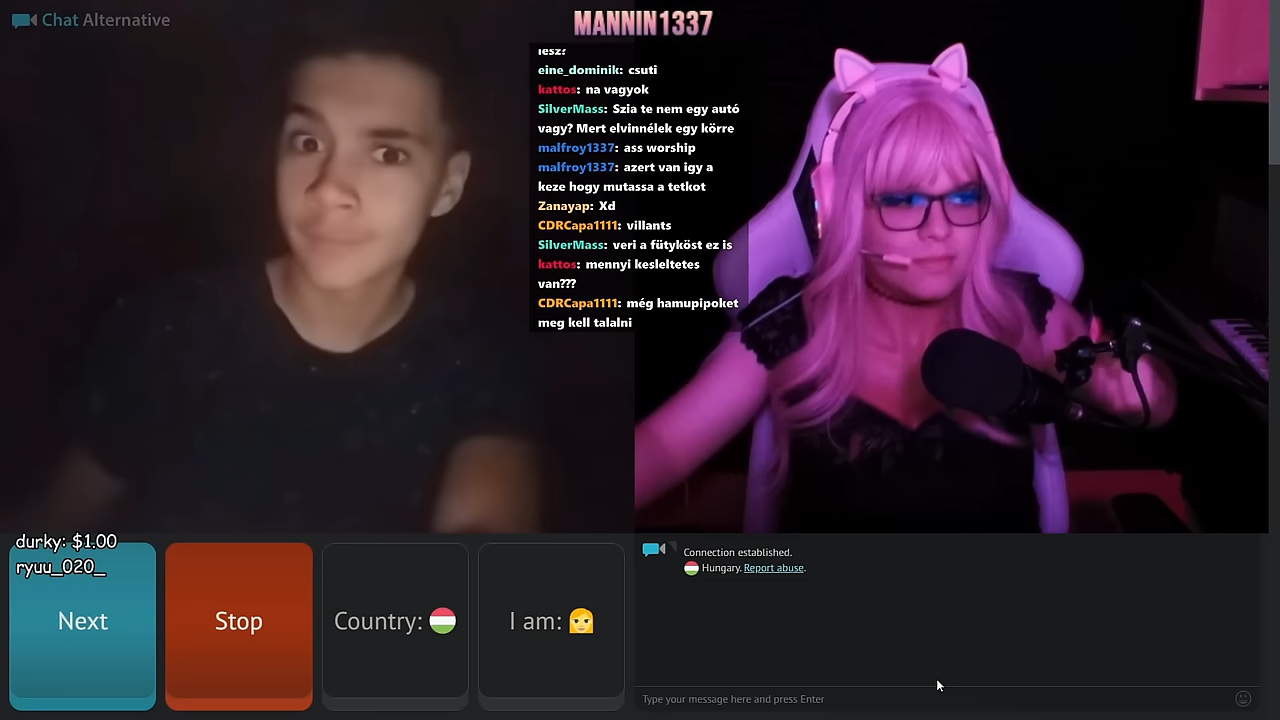 Chat Alternative
MANNIN1337
lesz?
eine_dominik: csuti
kattos: na vagyok
SilverMass: Szia te nem egy autó
vagy? Mert elvinnélek egy körre
malfroy1337: ass worship
malfroy1337: azert van igy a
keze hogy mutassa a tetkot
Zanayap: Xd
CDRCapa1111: villants
SilverMass: veri a fütyköst ez is
kattos: mennyi kesleltetes
van???
CDRCapa1111: még hamupipoket
meg kell talalni
durky: $1.00
ryuu_020_
Next
Stop
Country:
I am:
Connection established.
Hungary. Report abuse.
Type your message here and press Enter